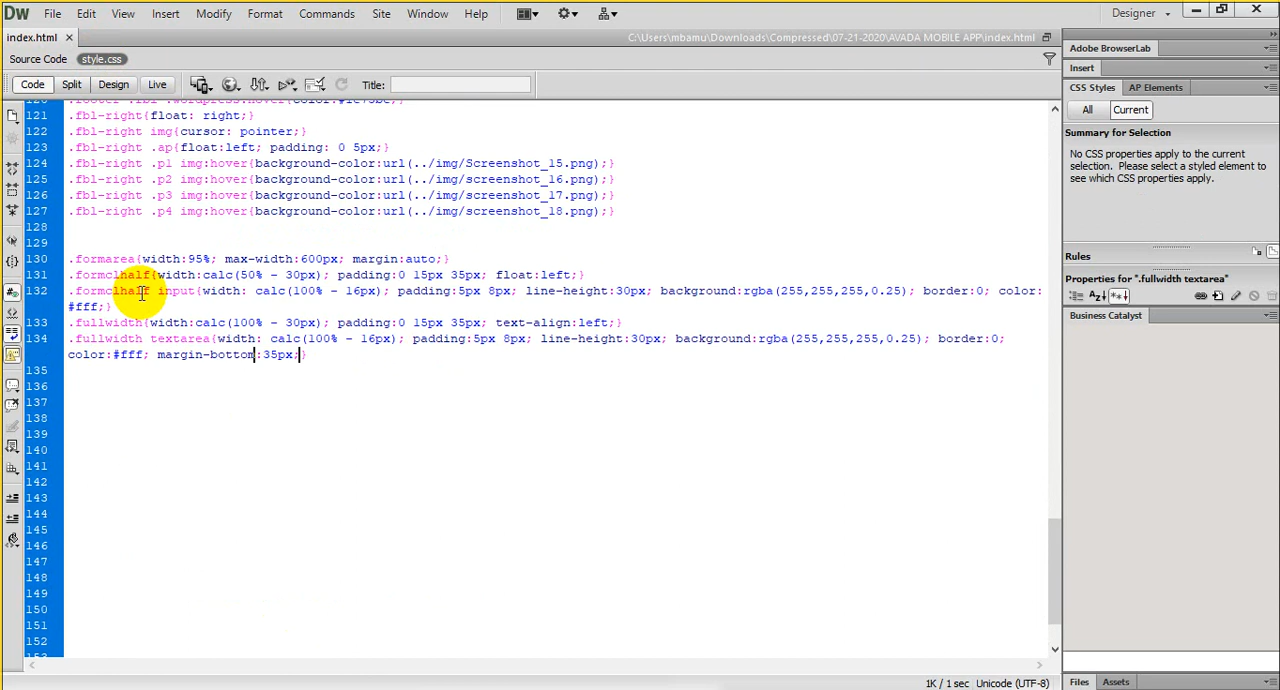 Dw File Edit View Insert Modify Format Commands Site Window Help Designer
index.html × C:\Users\mbamu\Downloads\Compressed\07-21-2020\AVADA MOBILE APP\index.html
Source Code style.css
Code Split Design Live Title:
121 .fbl-right{float: right;}
122 .fbl-right img{cursor: pointer;}
123 .fbl-right .ap{float:left; padding: 0 5px;}
124 .fbl-right .p1 img:hover{background-color:url(../img/Screenshot_15.png);}
125 .fbl-right .p2 img:hover{background-color:url(../img/screenshot_16.png);}
126 .fbl-right .p3 img:hover{background-color:url(../img/screenshot_17.png);}
127 .fbl-right .p4 img:hover{background-color:url(../img/screenshot_18.png);}
128
129
130 .formarea{width:95%; max-width:600px; margin:auto;}
131 .formclhalf{width:calc(50% - 30px); padding:0 15px 35px; float:left;}
132 .formclhalf input{width: calc(100% - 16px); padding:5px 8px; line-height:30px; background:rgba(255,255,255,0.25); border:0; color:
#fff;}
133 .fullwidth{width:calc(100% - 30px); padding:0 15px 35px; text-align:left;}
134 .fullwidth textarea{width: calc(100% - 16px); padding:5px 8px; line-height:30px; background:rgba(255,255,255,0.25); border:0;
color:#fff; margin-bottom:35px;}
135
136
137
138
139
140
141
142
143
144
145
146
147
148
149
150
151
152
1K / 1 sec Unicode (UTF-8)
Adobe BrowserLab
Insert
CSS Styles AP Elements
All Current
Summary for Selection
No CSS properties apply to the current
selection. Please select a styled element to
see which CSS properties apply.
Rules
Properties for ".fullwidth textarea"
Business Catalyst
Files Assets